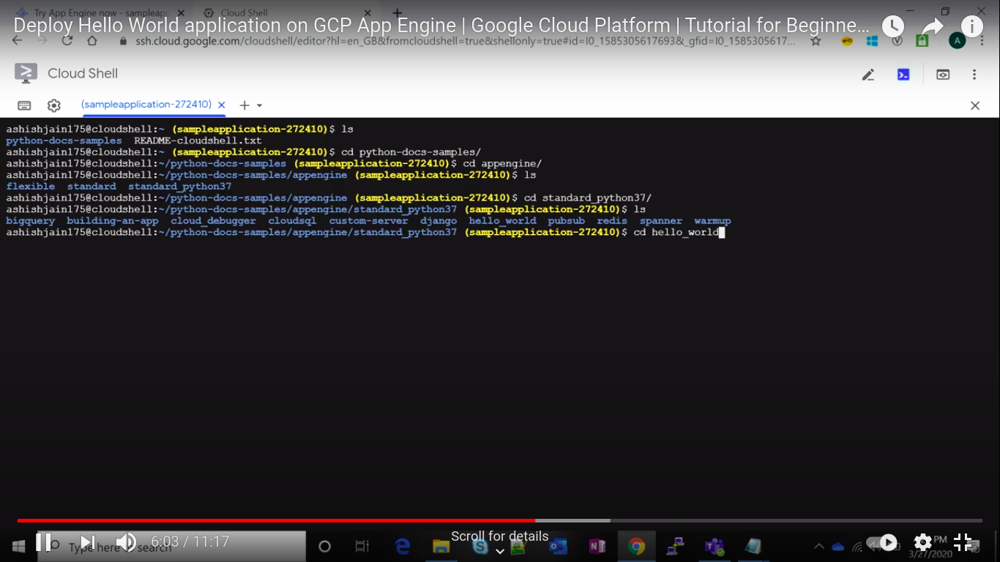 Try App Engine now - sampleap
Cloud Shell
Deploy Hello World application on GCP App Engine | Google Cloud Platform | Tutorial for Beginne...
ssh.cloud.google.com/cloudshell/editor?hl=en_GB&fromcloudshell=true&shellonly=true#id=I0_1585305617693&_gfid=I0_1585305617...
A
Cloud Shell
(sampleapplication-272410)
ashishjain175@cloudshell:~ (sampleapplication-272410)$ ls
python-docs-samples README-cloudshell.txt
ashishjain175@cloudshell:~ (sampleapplication-272410)$ cd python-docs-samples/
ashishjain175@cloudshell:~/python-docs-samples (sampleapplication-272410)$ cd appengine/
ashishjain175@cloudshell:~/python-docs-samples/appengine (sampleapplication-272410)$ ls
flexible standard standard_python37
ashishjain175@cloudshell:~/python-docs-samples/appengine (sampleapplication-272410)$ cd standard_python37/
ashishjain175@cloudshell:~/python-docs-samples/appengine/standard_python37 (sampleapplication-272410)$ ls
bigquery building-an-app cloud_debugger cloudsql custom-server django hello_world pubsub redis spanner warmup
ashishjain175@cloudshell:~/python-docs-samples/appengine/standard_python37 (sampleapplication-272410)$ cd hello_world
Scroll for details
6:03 / 11:17
Type here to search
PM
3/27/2020